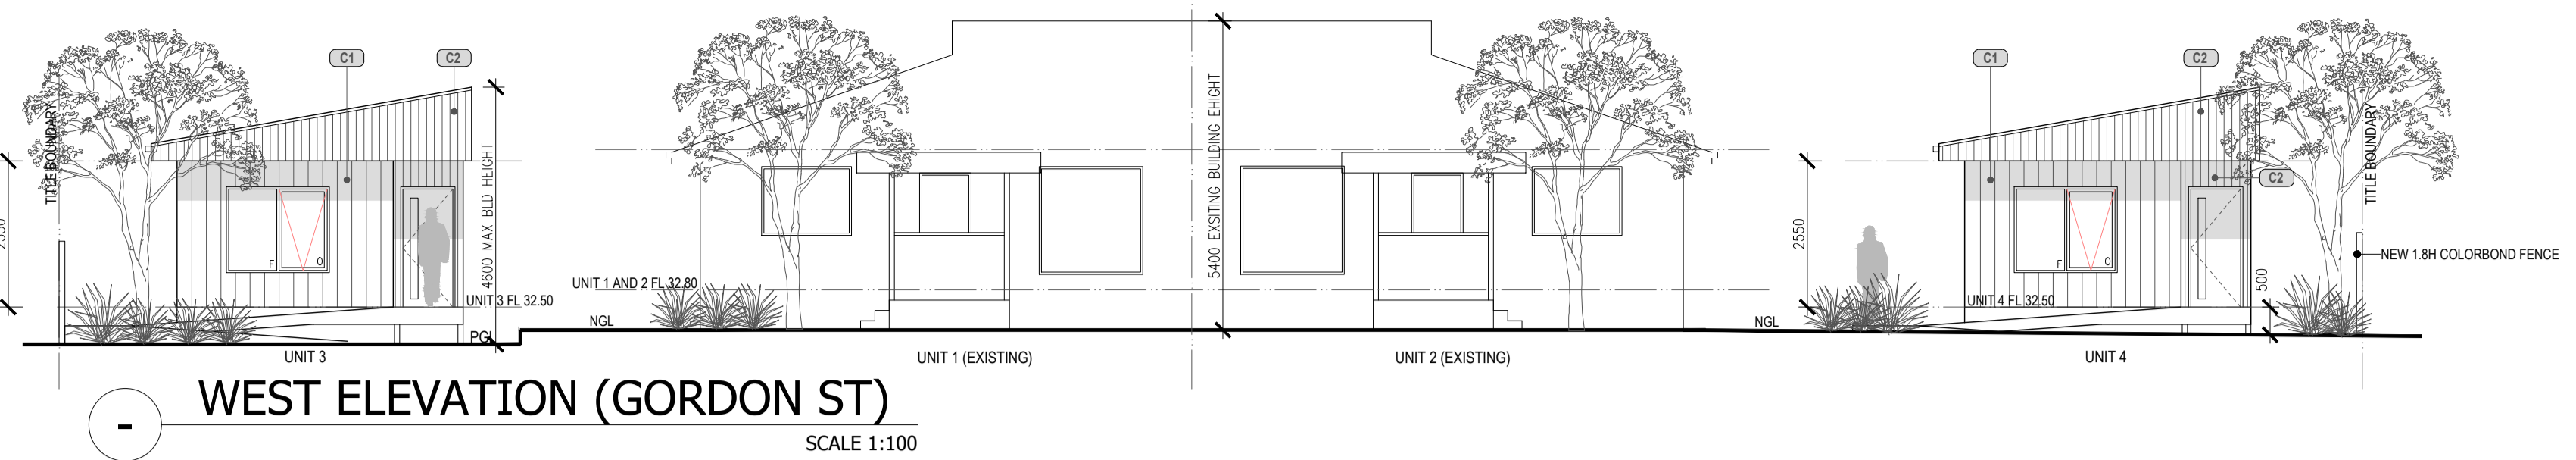 C1
C2
C1
C2
TITLE BOUNDARY
4600 MAX BLD HEIGHT
5400 EXSITING BUILDING EHIGHT
TITLE BOUNDARY
C2
2550
2550
F
O
F
O
NEW 1.8H COLORBOND FENCE
500
UNIT 3 FL 32.50
UNIT 1 AND 2 FL 32.80
UNIT 4 FL 32.50
PGL
NGL
NGL
UNIT 3
UNIT 1 (EXISTING)
UNIT 2 (EXISTING)
UNIT 4
-
WEST ELEVATION (GORDON ST)
SCALE 1:100